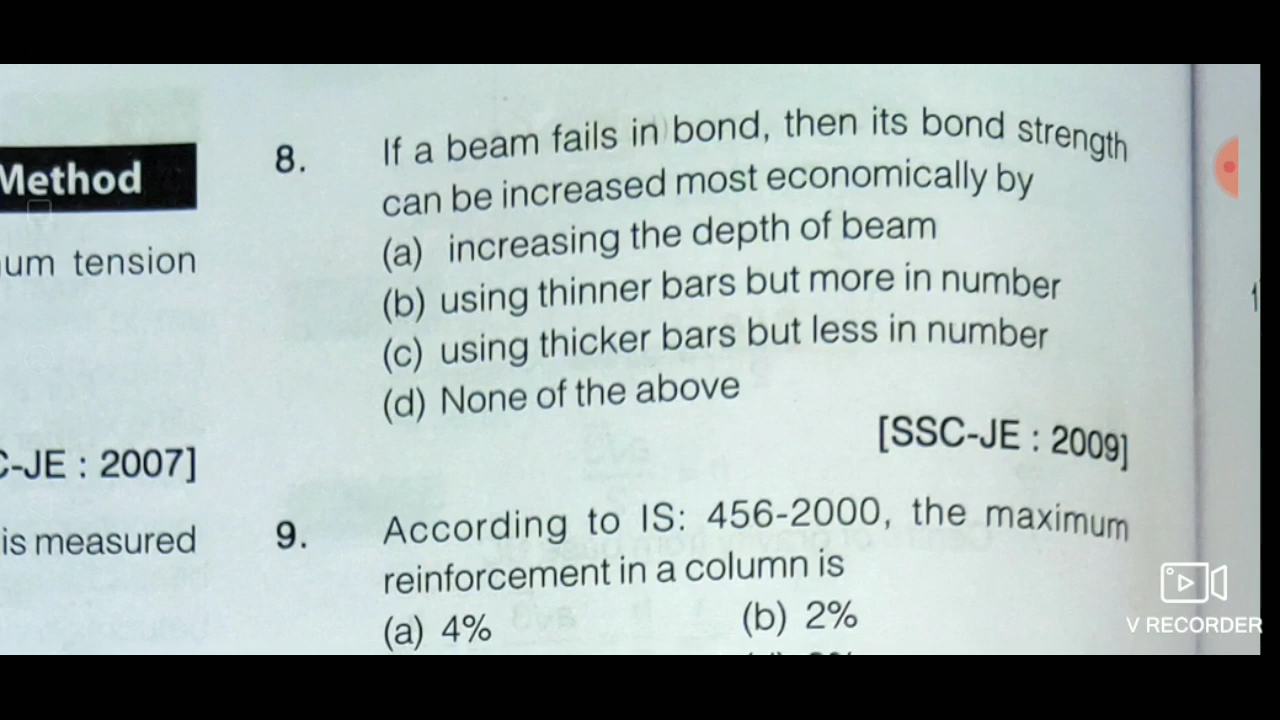 Method
um tension
C-JE : 2007]
is measured
8. If a beam fails in bond, then its bond strength
can be increased most economically by
(a) increasing the depth of beam
(b) using thinner bars but more in number
(c) using thicker bars but less in number
(d) None of the above
[SSC-JE : 2009]
9. According to IS: 456-2000, the maximum
reinforcement in a column is
(a) 4% (b) 2%
1
V RECORDER